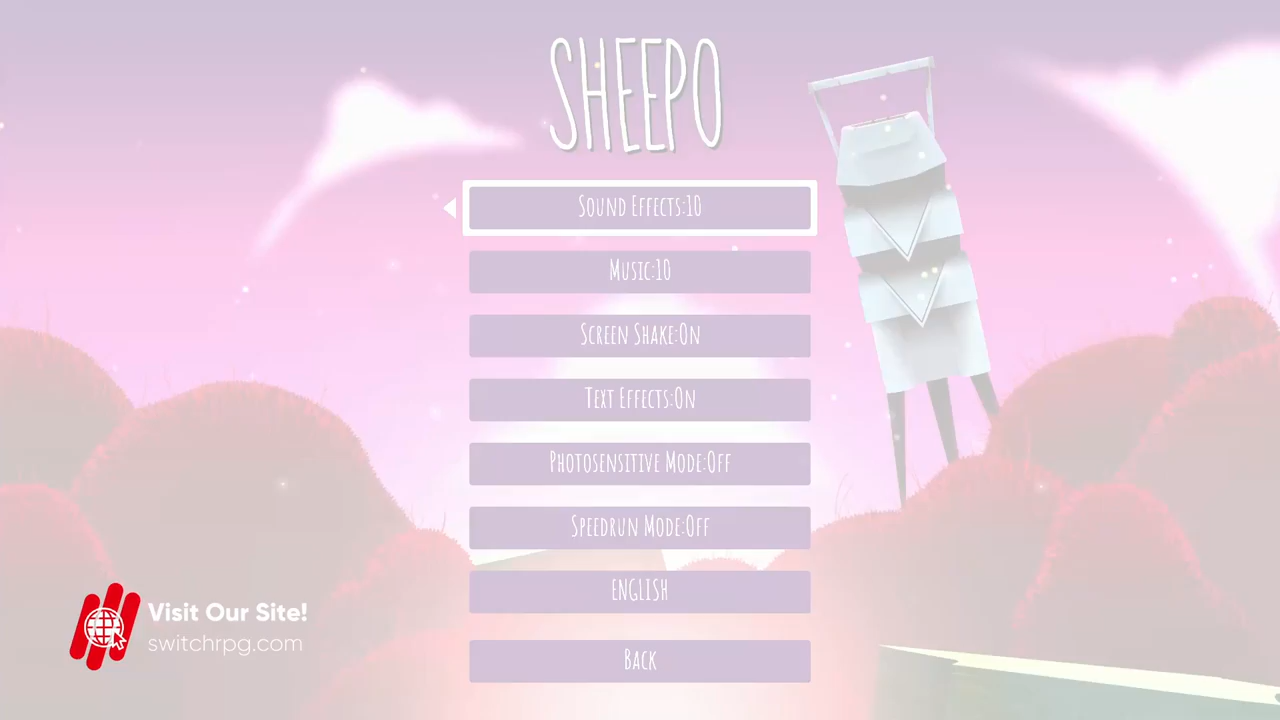 SHEEPO
Sound Effects:10
Music:10
Screen Shake:On
Text Effects:On
Photosensitive Mode:Off
Speedrun Mode:Off
ENGLISH
Back
Visit Our Site!
switchrpg.com